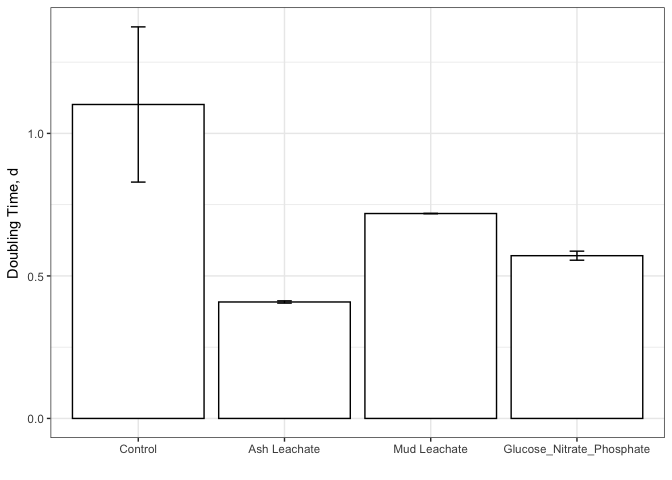 Doubling Time, d
1.0
0.5
0.0
Control Ash Leachate Mud Leachate Glucose_Nitrate_Phosphate